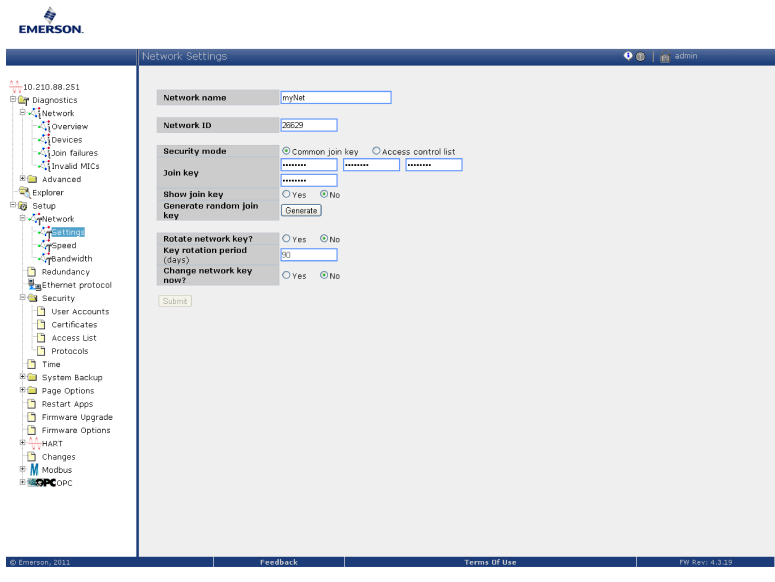 EMERSON.
Network Settings
admin
10.210.88.251
Diagnostics
Network
Overview
Devices
Join failures
Invalid MICs
Advanced
Explorer
Setup
Network
Settings
Speed
Bandwidth
Redundancy
Ethernet protocol
Security
User Accounts
Certificates
Access List
Protocols
Time
System Backup
Page Options
Restart Apps
Firmware Upgrade
Firmware Options
HART
Changes
Modbus
OPC OPC
Network name myNet
Network ID 26629
Security mode Common join key Access control list
Join key •••••••• •••••••• ••••••••
••••••••
Show join key Yes No
Generate random join
key Generate
Rotate network key? Yes No
Key rotation period
(days) 90
Change network key
now? Yes No
Submit
© Emerson, 2011 Feedback Terms Of Use FW Rev: 4.3.19